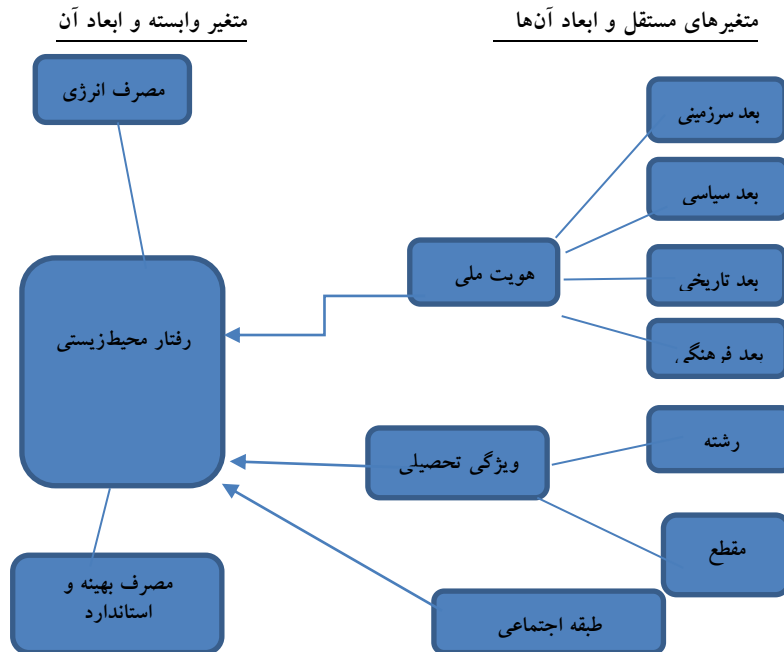 متغیرهای مستقل و ابعاد آن‌ها
متغیر وابسته و ابعاد آن
بعد سرزمینی
بعد سیاسی
بعد تاریخی
بعد فرهنگی
هویت ملی
رشته
مقطع
ویژگی تحصیلی
طبقه اجتماعی
مصرف انرژی
رفتار محیط‌زیستی
مصرف بهینه و
استاندارد